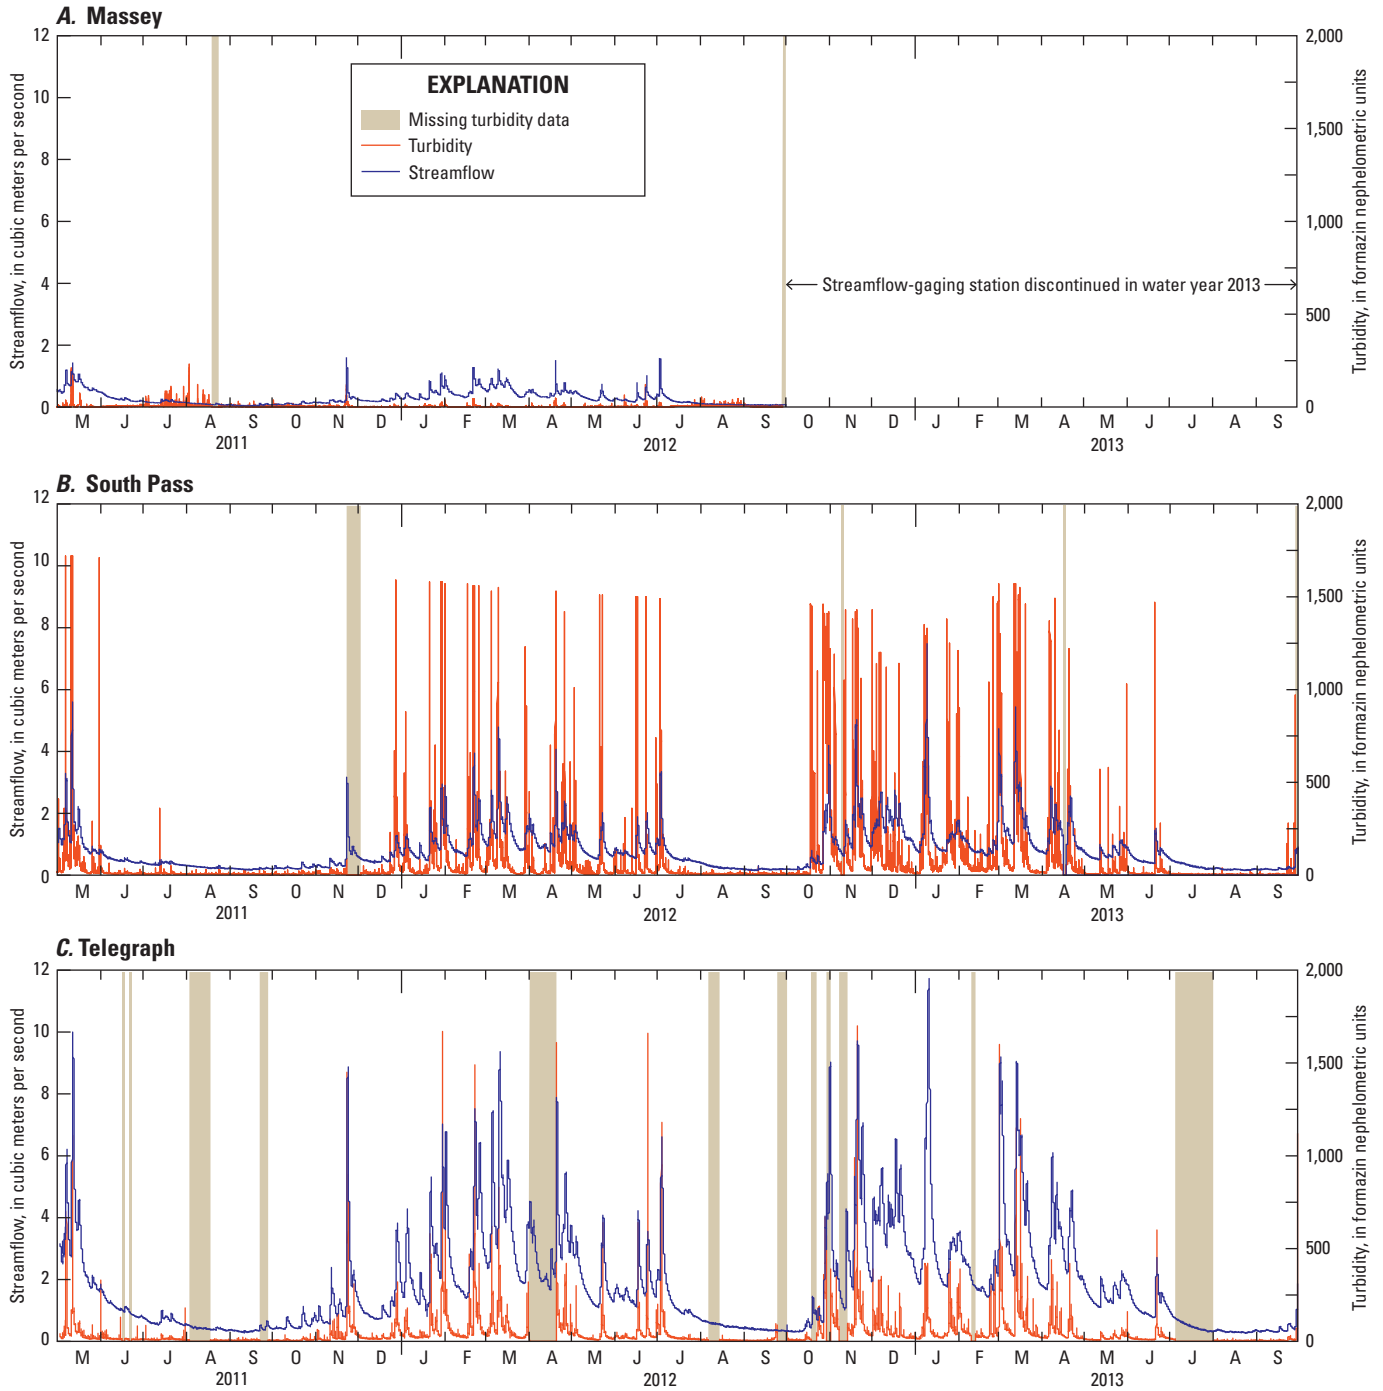 A. Massey
Streamflow, in cubic meters per second
12
10
8
6
4
2
0
EXPLANATION
Missing turbidity data
Turbidity
Streamflow
Streamflow-gaging station discontinued in water year 2013
2,000
1,500
1,000
500
0
Turbidity, in formazin nephelometric units
M J J A S O N D J F M A M J J A S O N D J F M A M J J A S
2011 2012 2013
B. South Pass
Streamflow, in cubic meters per second
12
10
8
6
4
2
0
2,000
1,500
1,000
500
0
Turbidity, in formazin nephelometric units
M J J A S O N D J F M A M J J A S O N D J F M A M J J A S
2011 2012 2013
C. Telegraph
Streamflow, in cubic meters per second
12
10
8
6
4
2
0
2,000
1,500
1,000
500
0
Turbidity, in formazin nephelometric units
M J J A S O N D J F M A M J J A S O N D J F M A M J J A S
2011 2012 2013